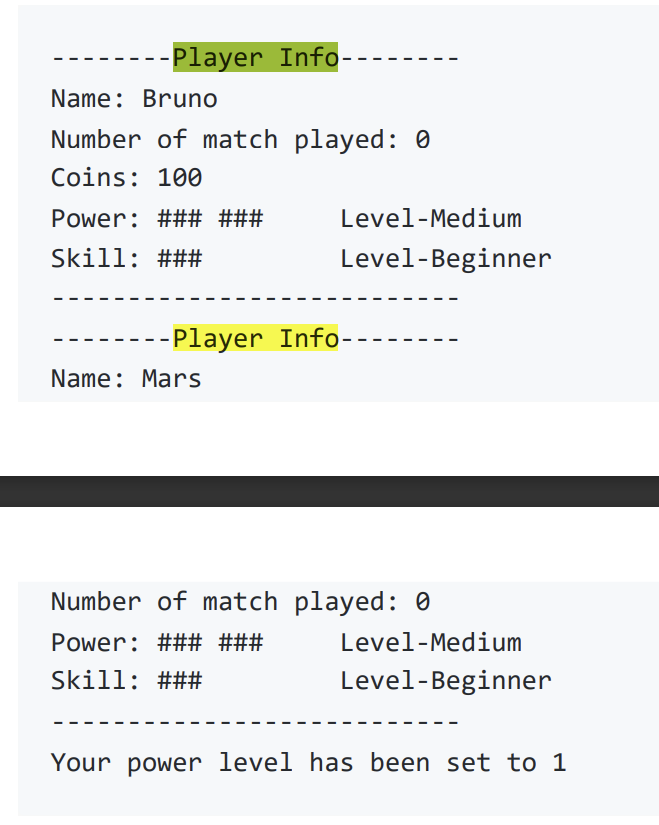 --------Player Info--------
Name: Bruno
Number of match played: 0
Coins: 100
Power: ### ###     Level-Medium
Skill: ###         Level-Beginner
---------------------------
--------Player Info--------
Name: Mars
Number of match played: 0
Power: ### ###     Level-Medium
Skill: ###         Level-Beginner
---------------------------
Your power level has been set to 1